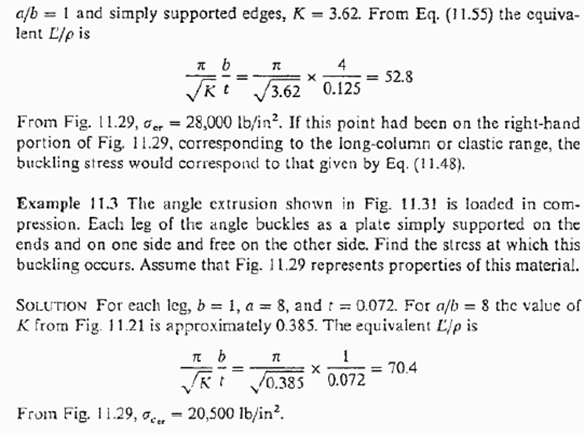 a/b = 1 and simply supported edges, K = 3.62. From Eq. (11.55) the equiva-
lent L'/ρ is
π/√K b/t = π/√3.62 × 4/0.125 = 52.8
From Fig. 11.29, σcr = 28,000 lb/in². If this point had been on the right-hand
portion of Fig. 11.29, corresponding to the long-column or elastic range, the
buckling stress would correspond to that given by Eq. (11.48).
Example 11.3 The angle extrusion shown in Fig. 11.31 is loaded in com-
pression. Each leg of the angle buckles as a plate simply supported on the
ends and on one side and free on the other side. Find the stress at which this
buckling occurs. Assume that Fig. 11.29 represents properties of this material.
SOLUTION For each leg, b = 1, a = 8, and t = 0.072. For a/b = 8 the value of
K from Fig. 11.21 is approximately 0.385. The equivalent L'/ρ is
π/√K b/t = π/√0.385 × 1/0.072 = 70.4
From Fig. 11.29, σccr = 20,500 lb/in².